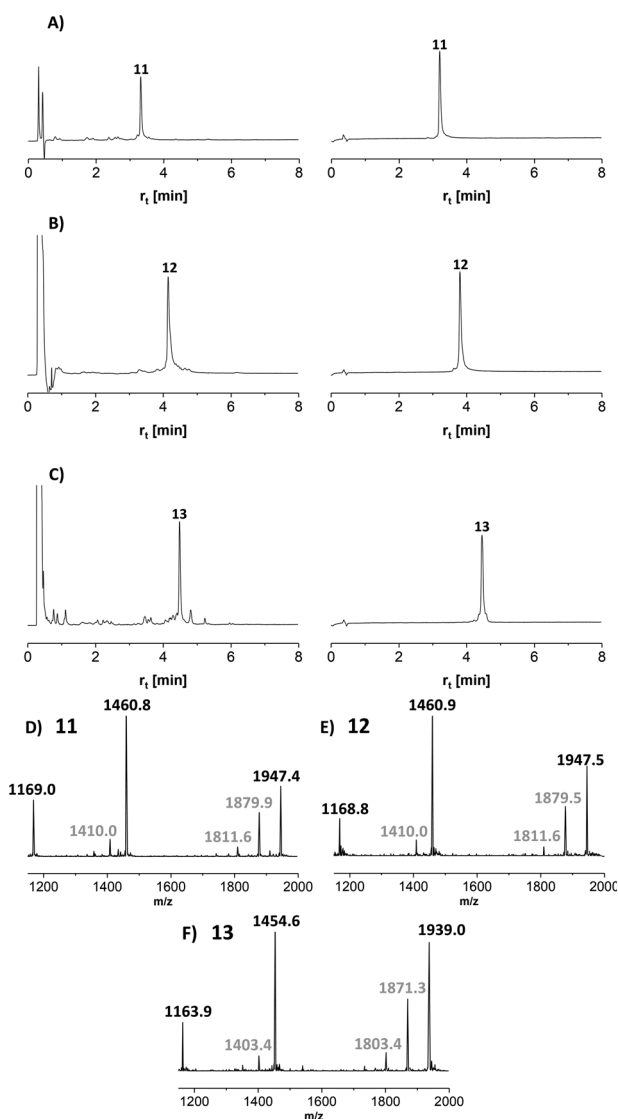 A)
11
11
0 2 4 6 8
0 2 4 6 8
rt [min]
rt [min]
B)
12
12
0 2 4 6 8
0 2 4 6 8
rt [min]
rt [min]
C)
13
13
0 2 4 6 8
0 2 4 6 8
rt [min]
rt [min]
D) 11
1460.8
1169.0
1947.4
1879.9
1410.0
1811.6
1200 1400 1600 1800 2000
m/z
E) 12
1460.9
1947.5
1168.8
1879.5
1410.0
1811.6
1200 1400 1600 1800 2000
m/z
F) 13
1454.6
1939.0
1163.9
1871.3
1403.4
1803.4
1200 1400 1600 1800 2000
m/z